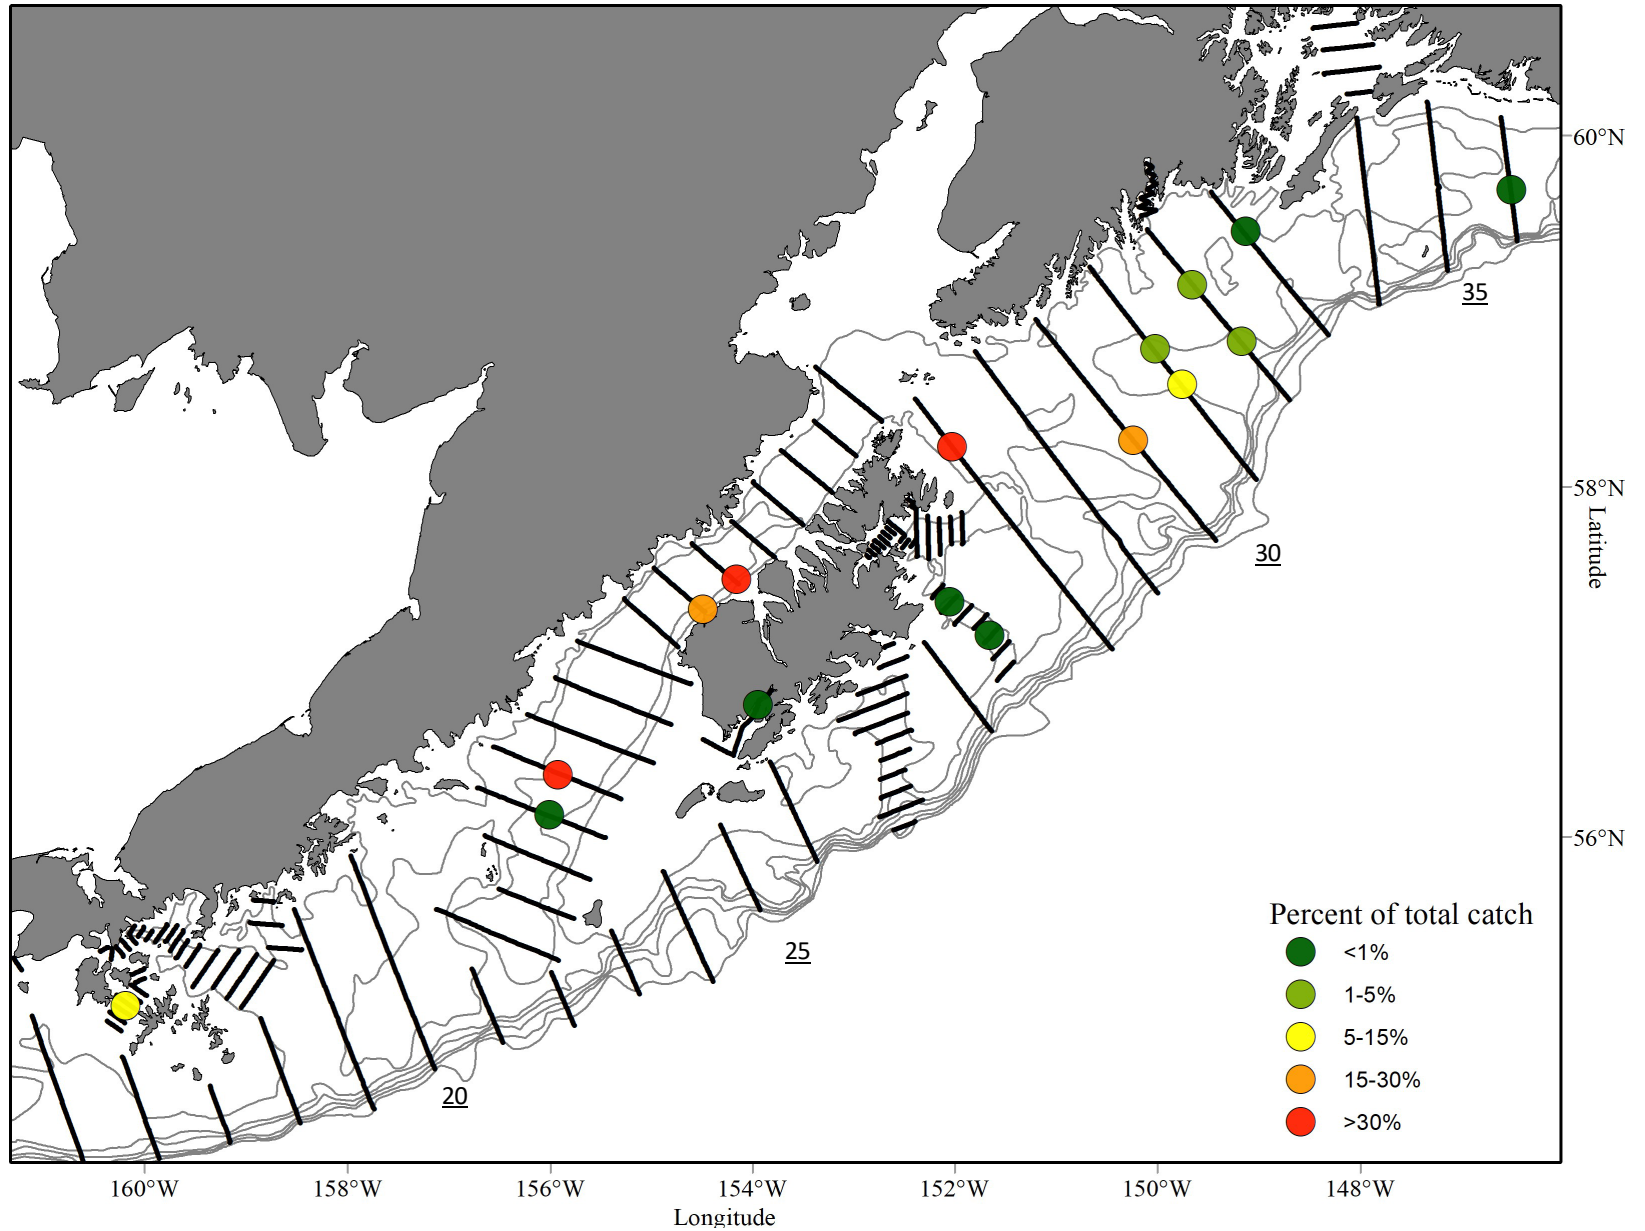 60°N
35
58°N
30
Latitude
56°N
Percent of total catch
<1%
25
1-5%
5-15%
15-30%
20
>30%
160°W 158°W 156°W 154°W 152°W 150°W 148°W
Longitude